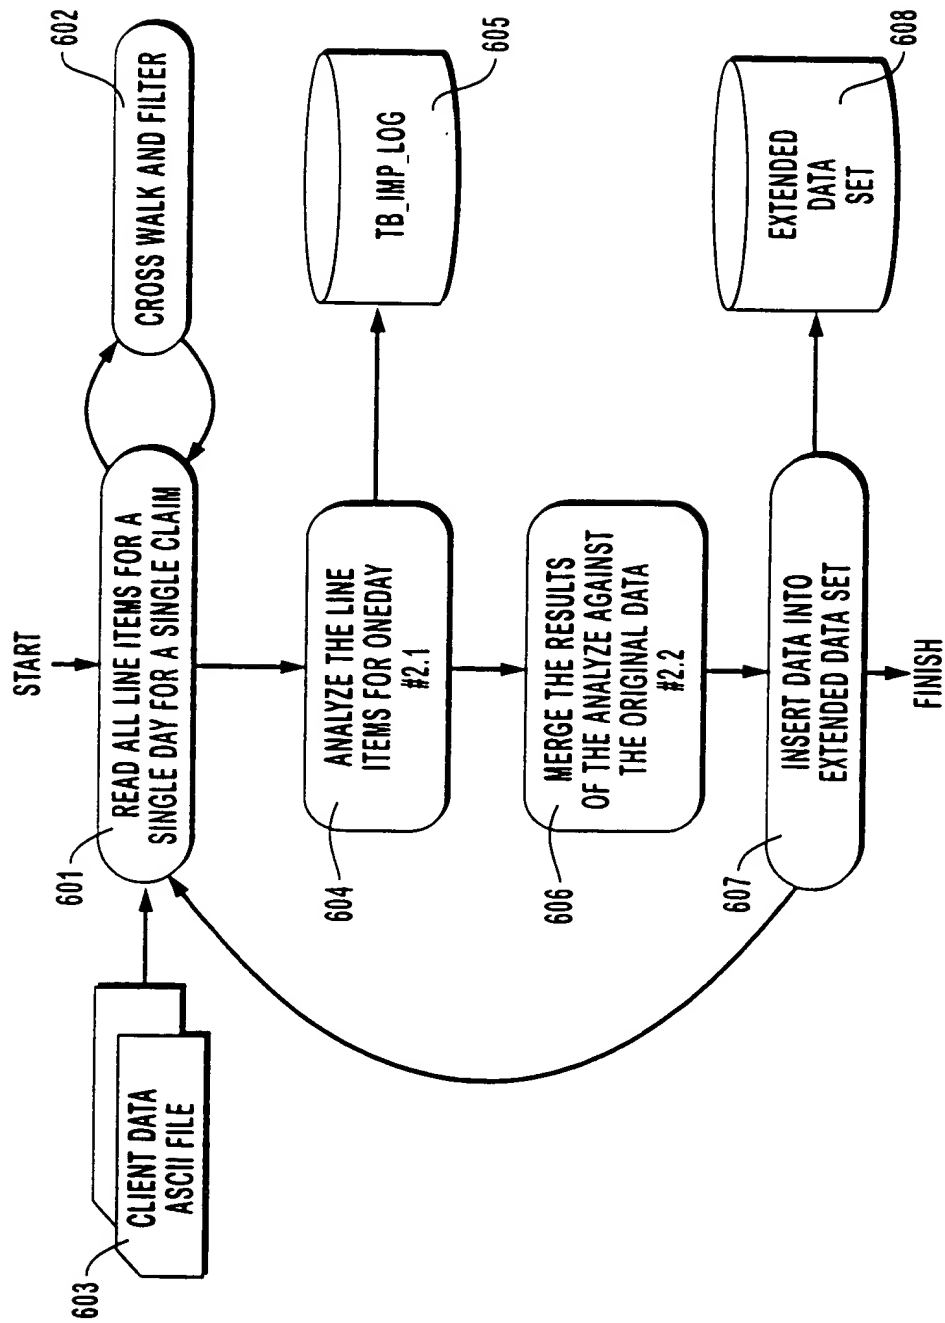 START
601
READ ALL LINE ITEMS FOR A
SINGLE DAY FOR A SINGLE CLAIM
602
CROSS WALK AND FILTER
603
CLIENT DATA
ASCII FILE
604
ANALYZE THE LINE
ITEMS FOR ONEDAY
#2.1
605
TB_IMP_LOG
606
MERGE THE RESULTS
OF THE ANALYZE AGAINST
THE ORIGINAL DATA
#2.2
607
INSERT DATA INTO
EXTENDED DATA SET
608
EXTENDED
DATA
SET
FINISH